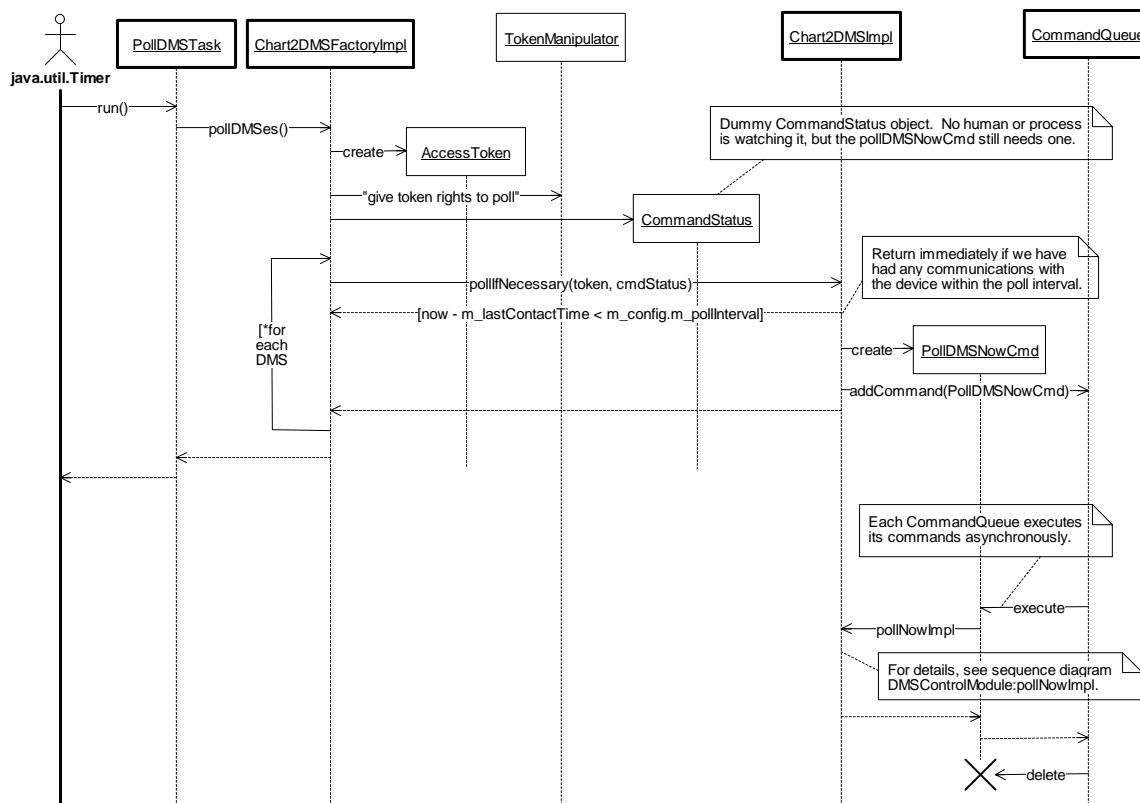 PollDMSTask
Chart2DMSFactoryImpl
TokenManipulator
Chart2DMSImpl
CommandQueue
java.util.Timer
run()
pollDMSes()
Dummy CommandStatus object. No human or process
is watching it, but the pollDMSNowCmd still needs one.
create
AccessToken
"give token rights to poll"
CommandStatus
Return immediately if we have
had any communications with
the device within the poll interval.
pollIfNecessary(token, cmdStatus)
[now - m_lastContactTime < m_config.m_pollInterval]
[*for
each
DMS
create
PollDMSNowCmd
addCommand(PollDMSNowCmd)
Each CommandQueue executes
its commands asynchronously.
execute
pollNowImpl
For details, see sequence diagram
DMSControlModule:pollNowImpl.
delete